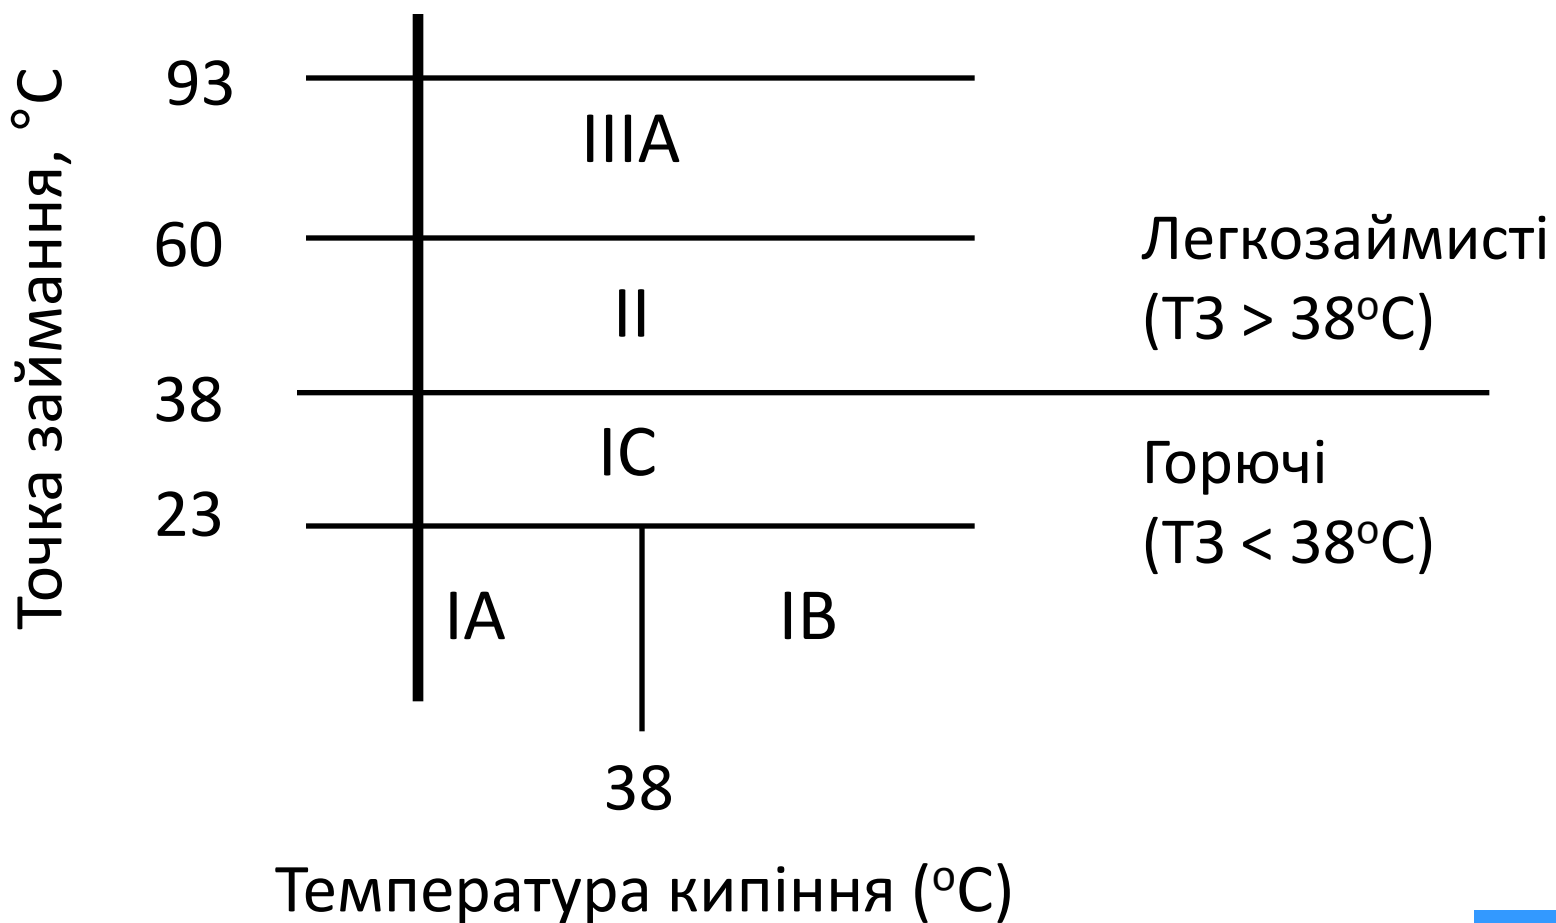 Точка займання, °C
93
IIIA
60
Легкозаймисті
(ТЗ > 38°C)
II
38
IC
Горючі
(ТЗ < 38°C)
23
IA
IB
38
Температура кипіння (°C)